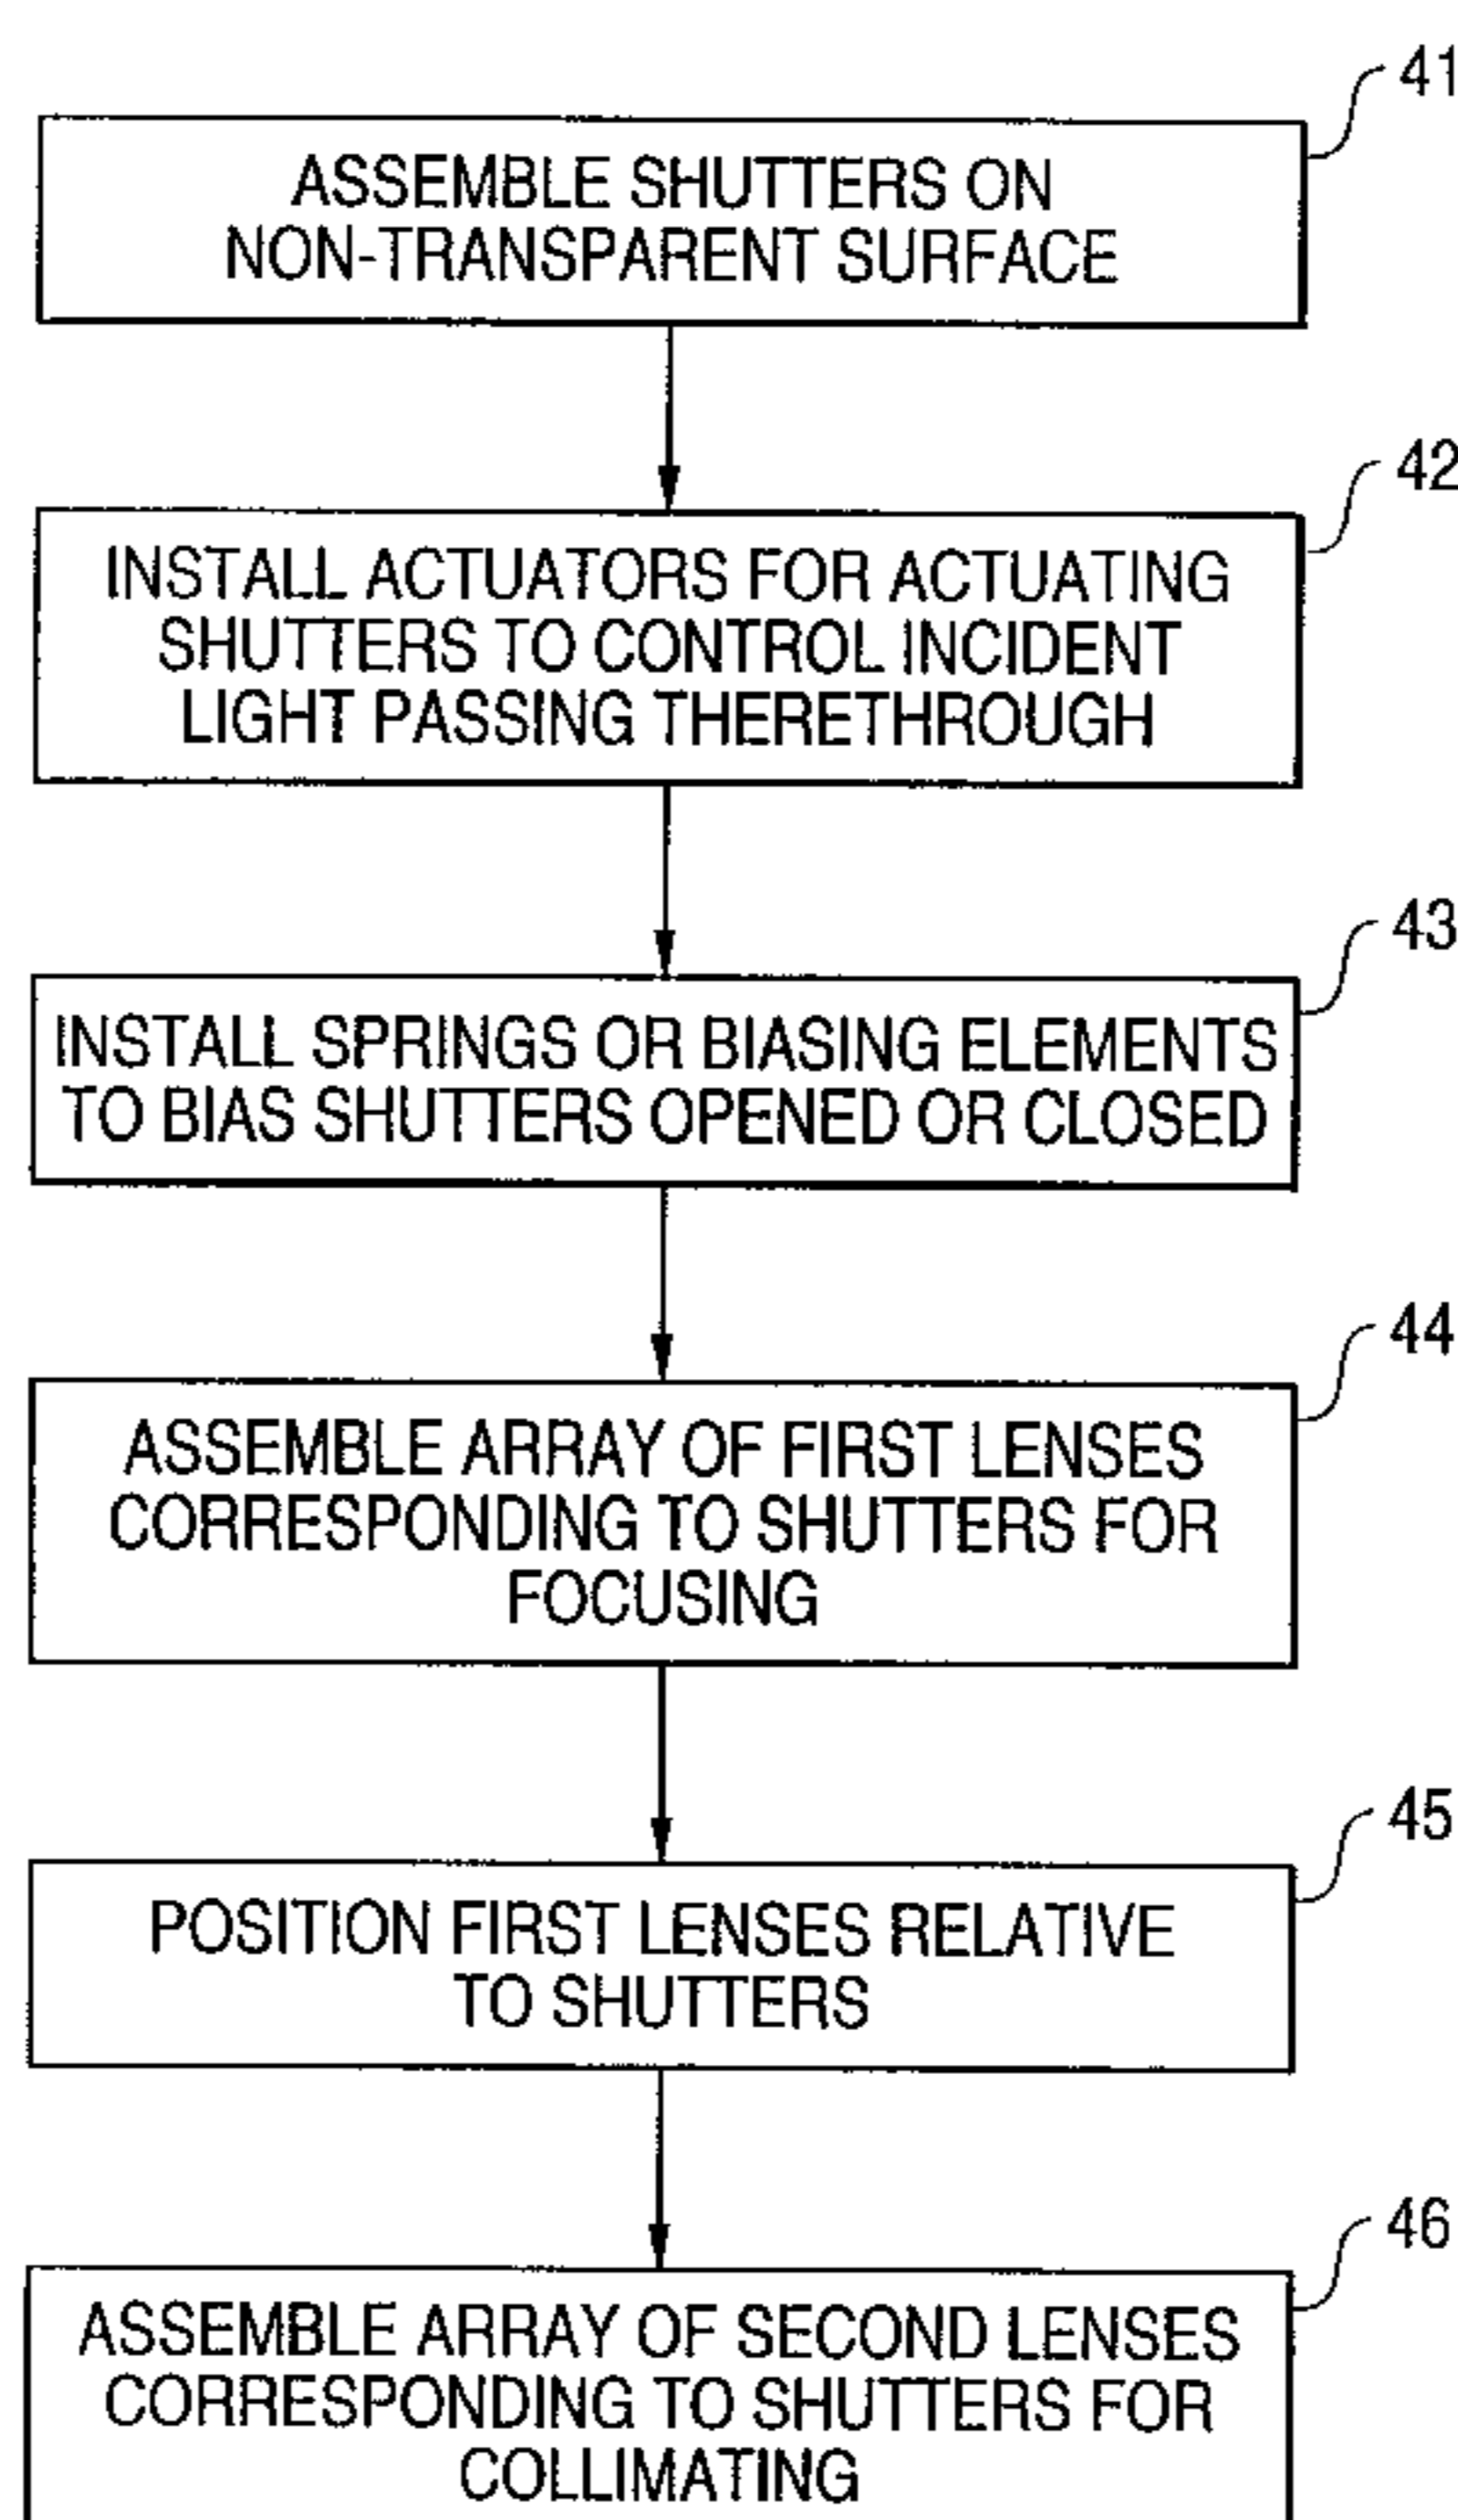 41
ASSEMBLE SHUTTERS ON
NON-TRANSPARENT SURFACE
42
INSTALL ACTUATORS FOR ACTUATING
SHUTTERS TO CONTROL INCIDENT
LIGHT PASSING THERETHROUGH
43
INSTALL SPRINGS OR BIASING ELEMENTS
TO BIAS SHUTTERS OPENED OR CLOSED
44
ASSEMBLE ARRAY OF FIRST LENSES
CORRESPONDING TO SHUTTERS FOR
FOCUSING
45
POSITION FIRST LENSES RELATIVE
TO SHUTTERS
46
ASSEMBLE ARRAY OF SECOND LENSES
CORRESPONDING TO SHUTTERS FOR
COLLIMATING